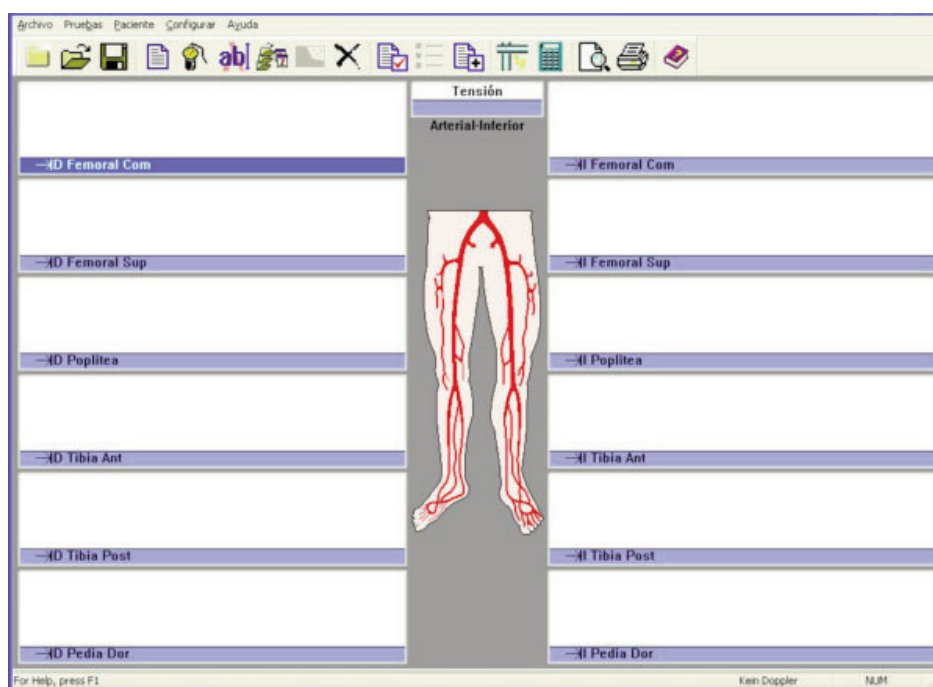 Archivo Pruebas Paciente Configurar Ayuda
ab
Tensión
Arterial-Inferior
D Femoral Com
I Femoral Com
D Femoral Sup
I Femoral Sup
D Poplitea
I Poplitea
D Tibia Ant
I Tibia Ant
D Tibia Post
I Tibia Post
D Pedia Dor
I Pedia Dor
For Help, press F1 Kein Doppler NUM